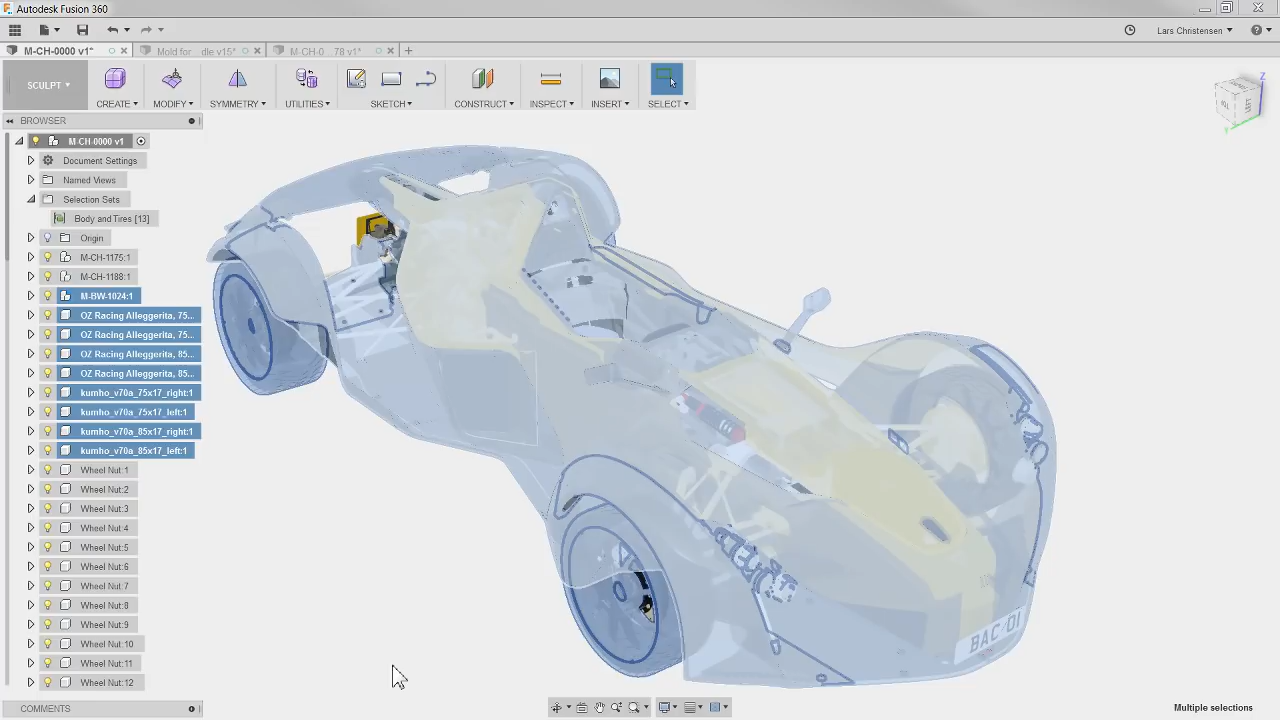 Autodesk Fusion 360
Lars Christensen
M-CH-0000 v1*
Mold for dle v15*
M-CH-0 78 v1*
SCULPT
CREATE
MODIFY
SYMMETRY
UTILITIES
SKETCH
CONSTRUCT
INSPECT
INSERT
SELECT
BROWSER
M-CH-0000 v1
Document Settings
Named Views
Selection Sets
Body and Tires [13]
Origin
M-CH-1175:1
M-CH-1188:1
M-BW-1024:1
OZ Racing Alleggerita, 75...
OZ Racing Alleggerita, 75...
OZ Racing Alleggerita, 85...
OZ Racing Alleggerita, 85...
kumho_v70a_75x17_right:1
kumho_v70a_75x17_left:1
kumho_v70a_85x17_right:1
kumho_v70a_85x17_left:1
Wheel Nut:1
Wheel Nut:2
Wheel Nut:3
Wheel Nut:4
Wheel Nut:5
Wheel Nut:6
Wheel Nut:7
Wheel Nut:8
Wheel Nut:9
Wheel Nut:10
Wheel Nut:11
Wheel Nut:12
BAC 01
COMMENTS
Multiple selections